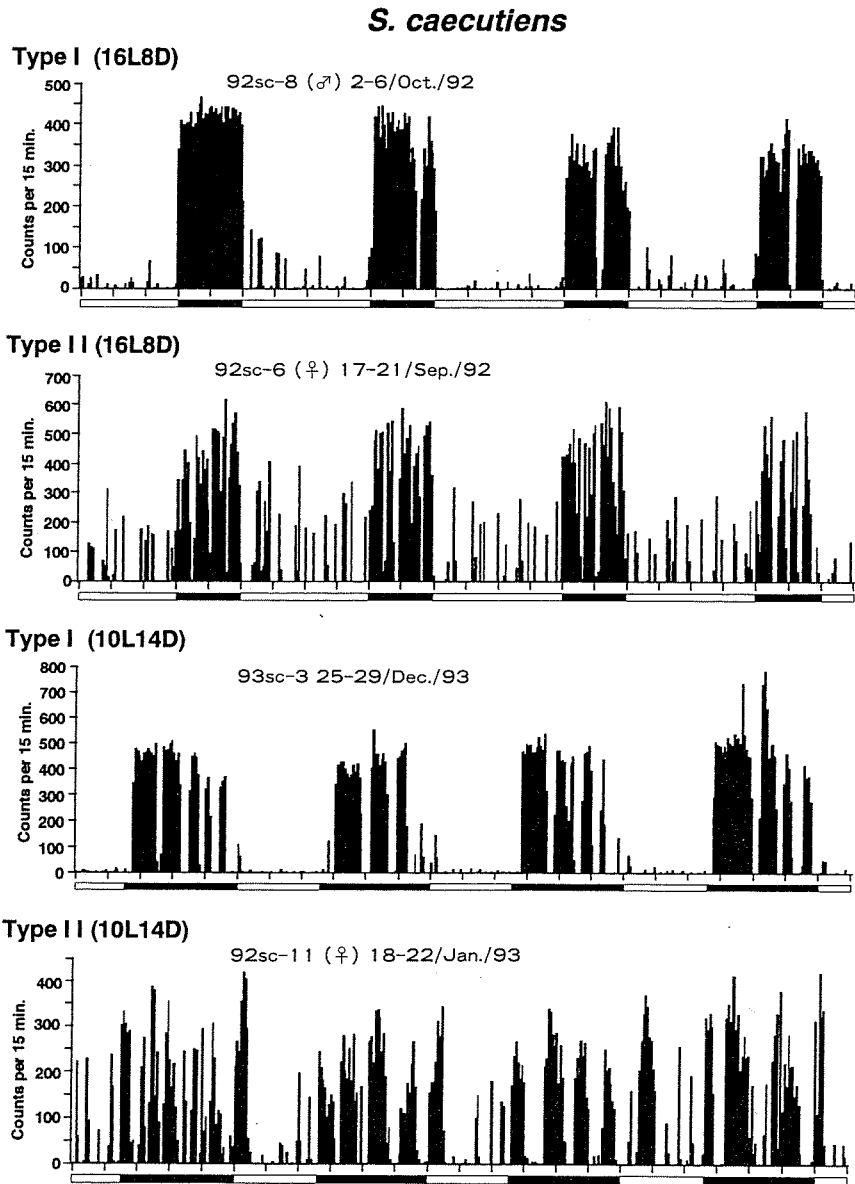 S. caecutiens
Type I (16L8D)
92sc-8 (♂) 2-6/Oct./92
Counts per 15 min.
500
400
300
200
100
0
Type II (16L8D)
92sc-6 (♀) 17-21/Sep./92
Counts per 15 min.
700
600
500
400
300
200
100
0
Type I (10L14D)
93sc-3 25-29/Dec./93
Counts per 15 min.
800
700
600
500
400
300
200
100
0
Type II (10L14D)
92sc-11 (♀) 18-22/Jan./93
Counts per 15 min.
400
300
200
100
0